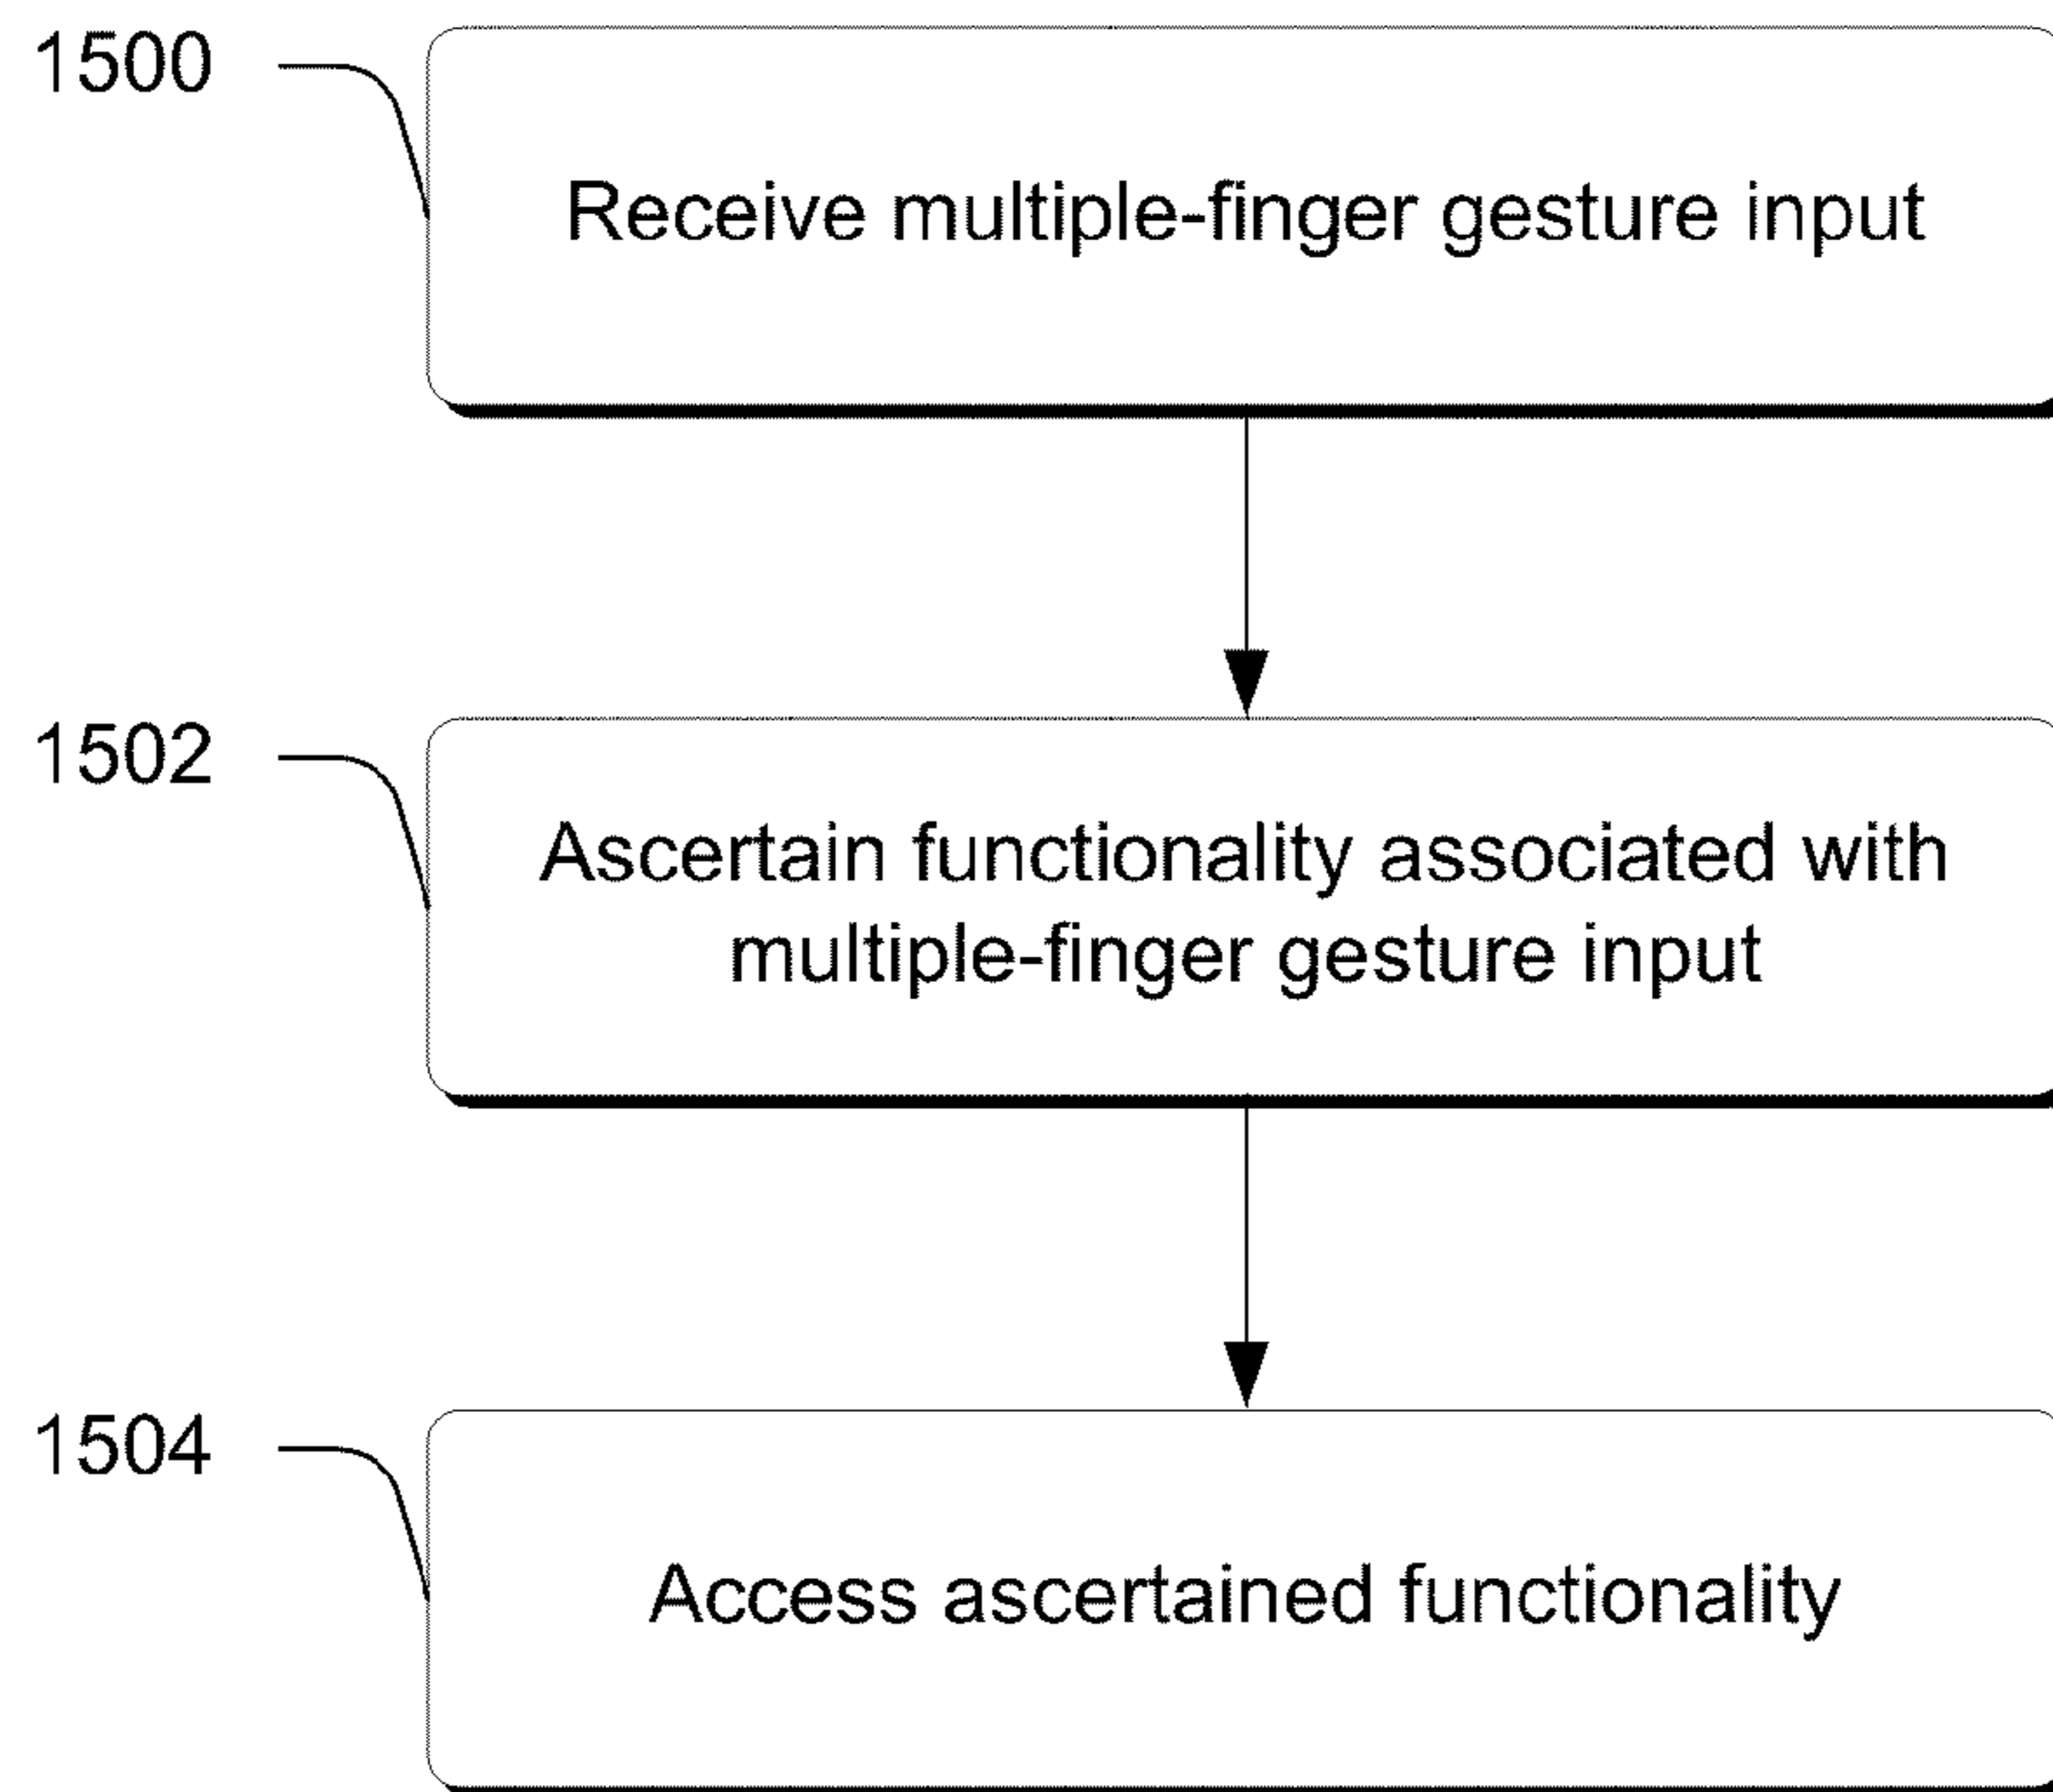 1500
Receive multiple-finger gesture input
1502
Ascertain functionality associated with
multiple-finger gesture input
1504
Access ascertained functionality